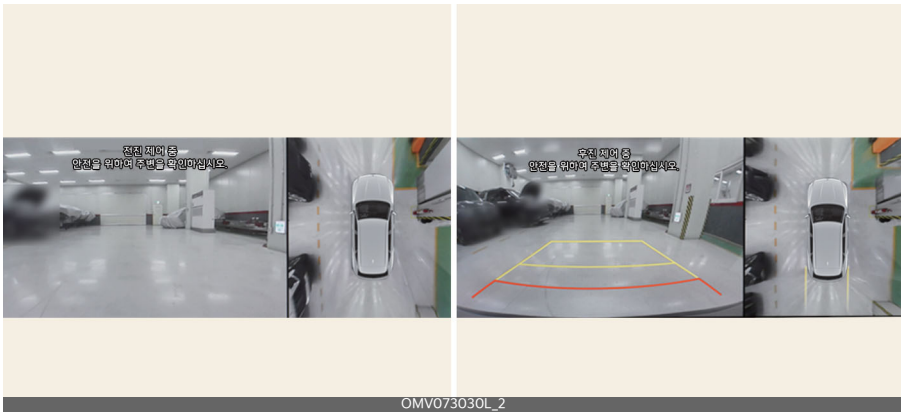 전진 제어 중
안전을 위하여 주변을 확인하십시오.
후진 제어 중
안전을 위하여 주변을 확인하십시오.
OMV073030L_2